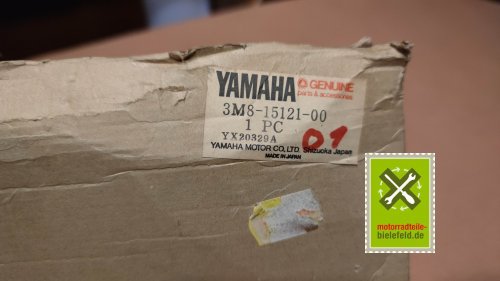 YAMAHA GENUINE
parts & accessories
3M8-15121-00
1 PC
YX20329A
01
YAMAHA MOTOR CO., LTD. Shizuoka Japan
MADE IN JAPAN
motorradteile-
bielefeld.de